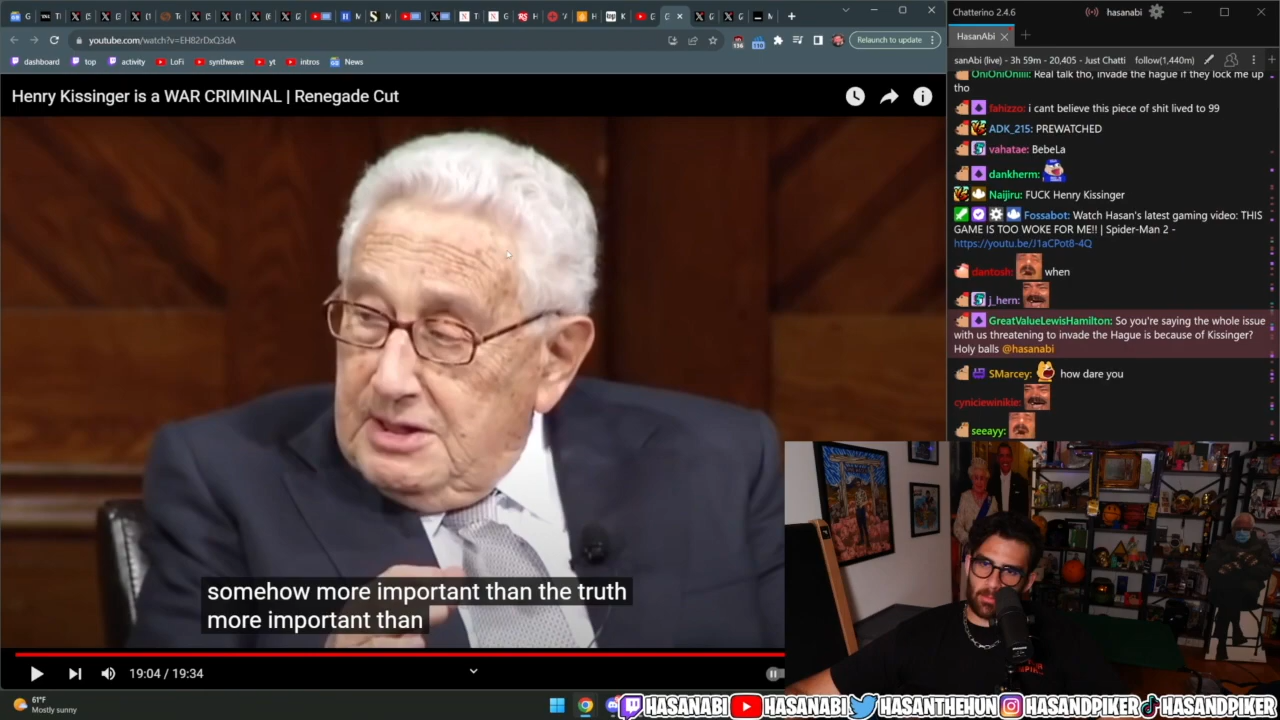 Chatterino 2.4.6
hasanabi
youtube.com/watch?v=EH82rDxQ3dA
Relaunch to update
HasanAbi
dashboard
top
activity
LoFi
synthwave
yt
intros
News
sanAbi (live) - 3h 59m - 20,405 - Just Chatti
follow(1,440m)
Henry Kissinger is a WAR CRIMINAL | Renegade Cut
OniOniOniiii: Real talk tho, invade the hague if they lock me up
tho
fahizzo: i cant believe this piece of shit lived to 99
ADK_215: PREWATCHED
vahatae: BebeLa
dankherm:
Naijiru: FUCK Henry Kissinger
Fossabot: Watch Hasan's latest gaming video: THIS
GAME IS TOO WOKE FOR ME!! | Spider-Man 2 -
https://youtu.be/J1aCPot8-4Q
dantosh: when
j_hern:
GreatValueLewisHamilton: So you're saying the whole issue
with us threatening to invade the Hague is because of Kissinger?
Holy balls @hasanabi
SMarcey: how dare you
cyniciewinikie:
seeayy:
somehow more important than the truth
more important than
19:04 / 19:34
61°F
Mostly sunny
HASANABI
HASANABI
HASANTHEHUN
HASANDPIKER
HASANDPIKER